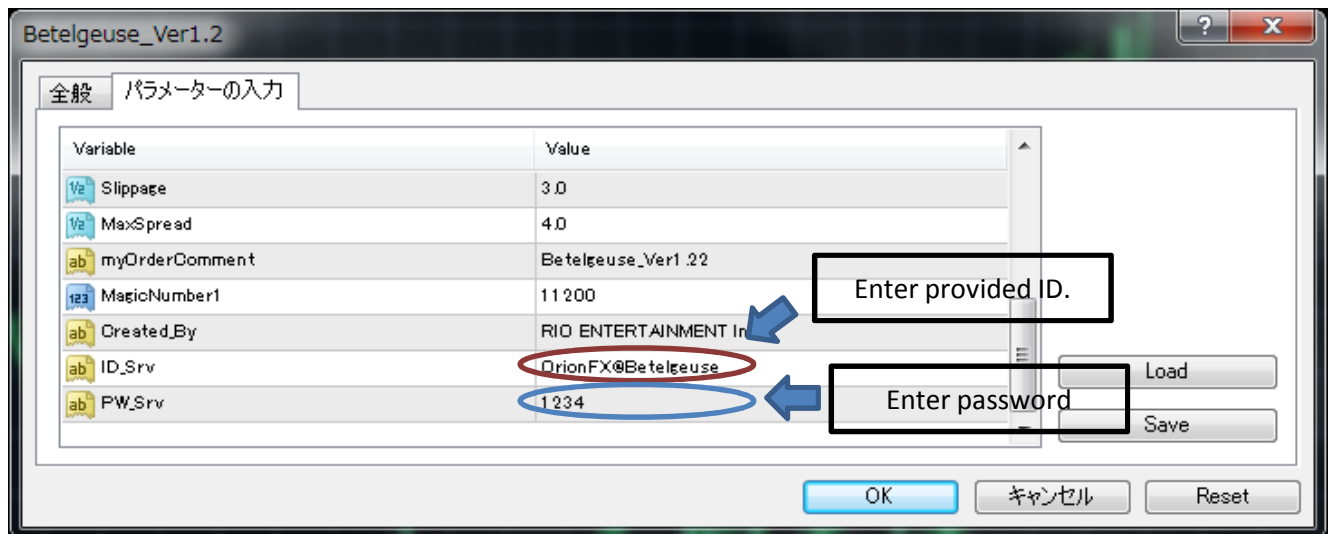 Betelgeuse_Ver1.2
全般 パラメーターの入力
Variable Value
Slippage 3.0
MaxSpread 4.0
myOrderComment Betelgeuse_Ver1.22
MagicNumber1 11200
Enter provided ID.
Created_By RIO ENTERTAINMENT In
ID_Srv OrionFX@Betelgeuse
Load
PW_Srv 1234
Enter password
Save
OK キャンセル Reset